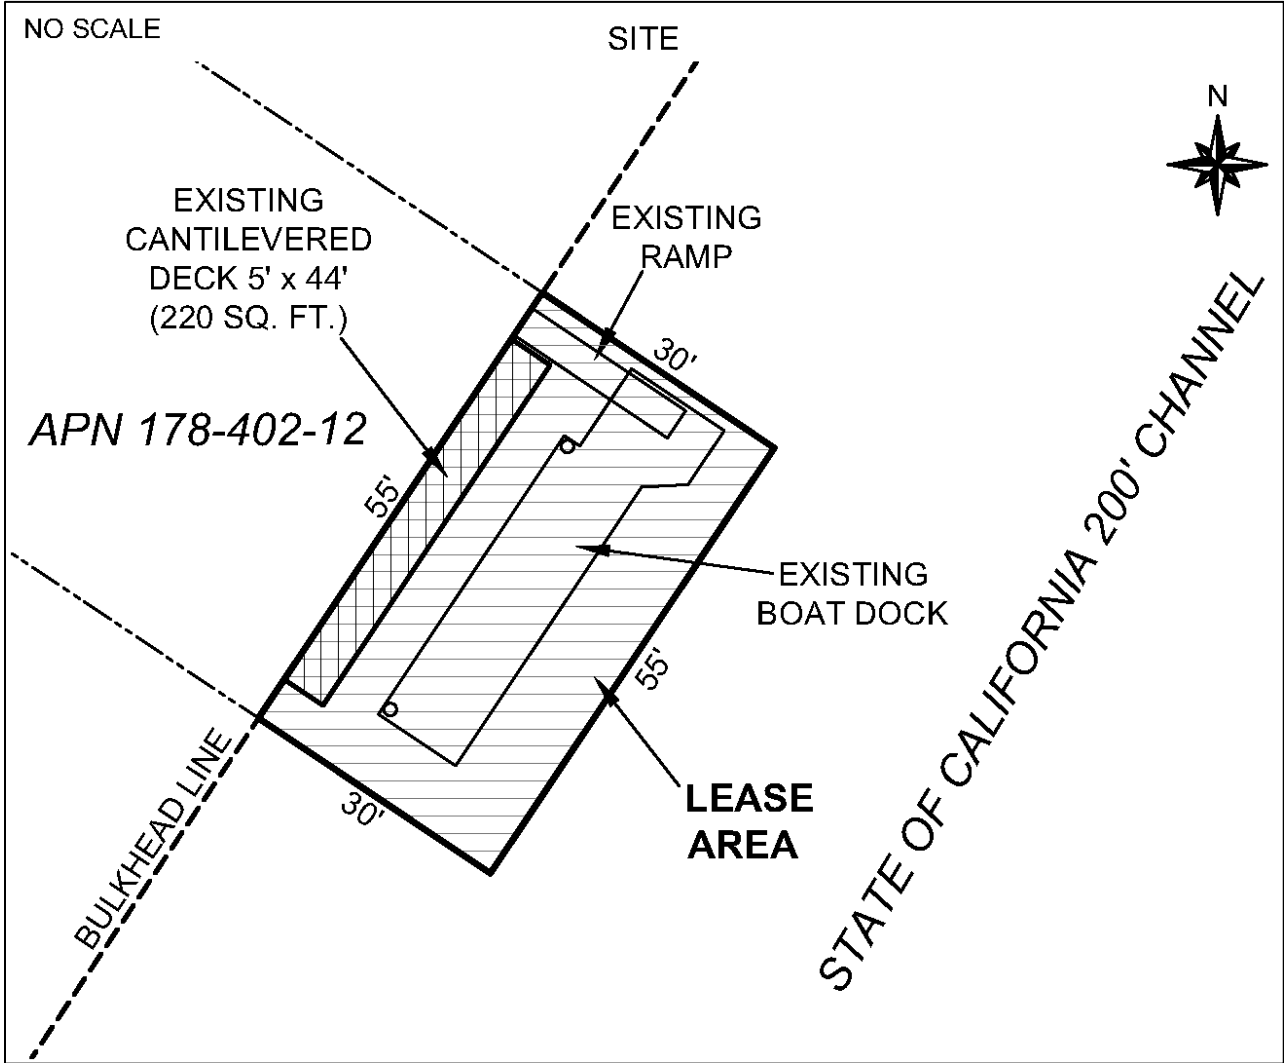 NO SCALE
SITE
N
EXISTING
CANTILEVERED
DECK 5' x 44'
(220 SQ. FT.)
EXISTING
RAMP
30'
APN 178-402-12
55'
EXISTING
BOAT DOCK
55'
LEASE
AREA
30'
BULKHEAD LINE
STATE OF CALIFORNIA 200' CHANNEL